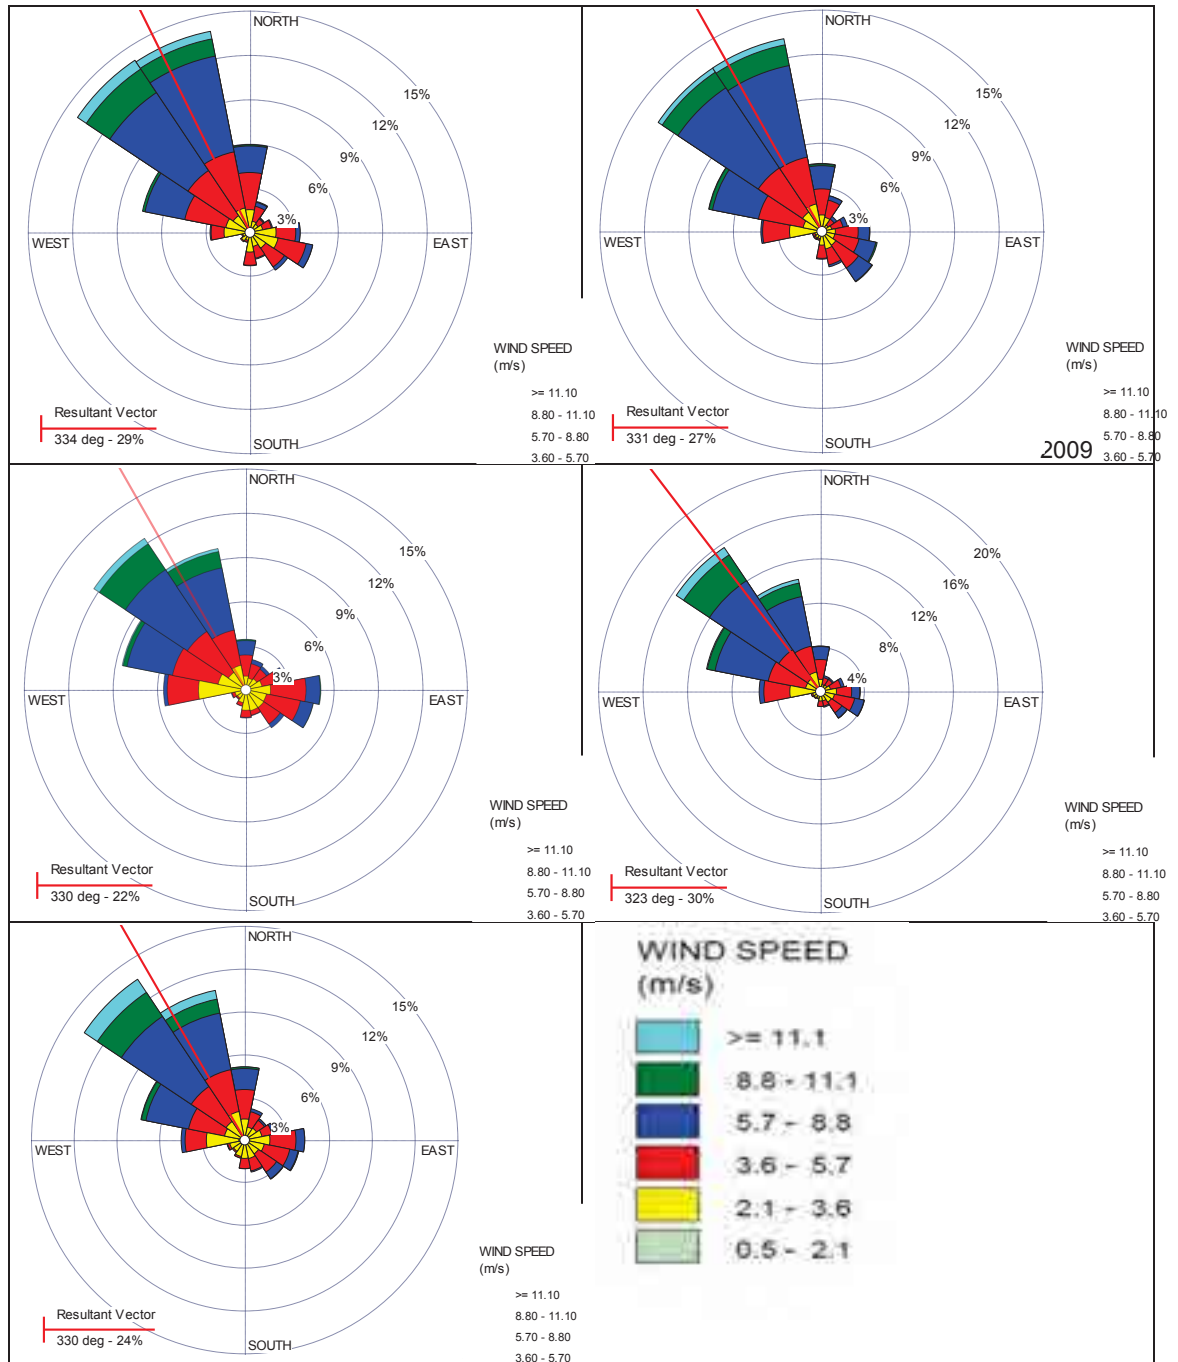 NORTH
15%
12%
9%
6%
3%
WEST
EAST
WIND SPEED
(m/s)
>= 11.10
8.80 - 11.10
5.70 - 8.80
3.60 - 5.70
Resultant Vector
334 deg - 29%
SOUTH
NORTH
15%
12%
9%
6%
3%
WEST
EAST
WIND SPEED
(m/s)
>= 11.10
8.80 - 11.10
5.70 - 8.80
3.60 - 5.70
Resultant Vector
331 deg - 27%
SOUTH
2009
NORTH
15%
12%
9%
6%
3%
WEST
EAST
WIND SPEED
(m/s)
>= 11.10
8.80 - 11.10
5.70 - 8.80
3.60 - 5.70
Resultant Vector
330 deg - 22%
SOUTH
NORTH
20%
16%
12%
8%
4%
WEST
EAST
WIND SPEED
(m/s)
>= 11.10
8.80 - 11.10
5.70 - 8.80
3.60 - 5.70
Resultant Vector
323 deg - 30%
SOUTH
NORTH
15%
12%
9%
6%
3%
WEST
EAST
WIND SPEED
(m/s)
>= 11.10
8.80 - 11.10
5.70 - 8.80
3.60 - 5.70
Resultant Vector
330 deg - 24%
SOUTH
WIND SPEED
(m/s)
>= 11.1
8.8 - 11.1
5.7 - 8.8
3.6 - 5.7
2.1 - 3.6
0.5 - 2.1